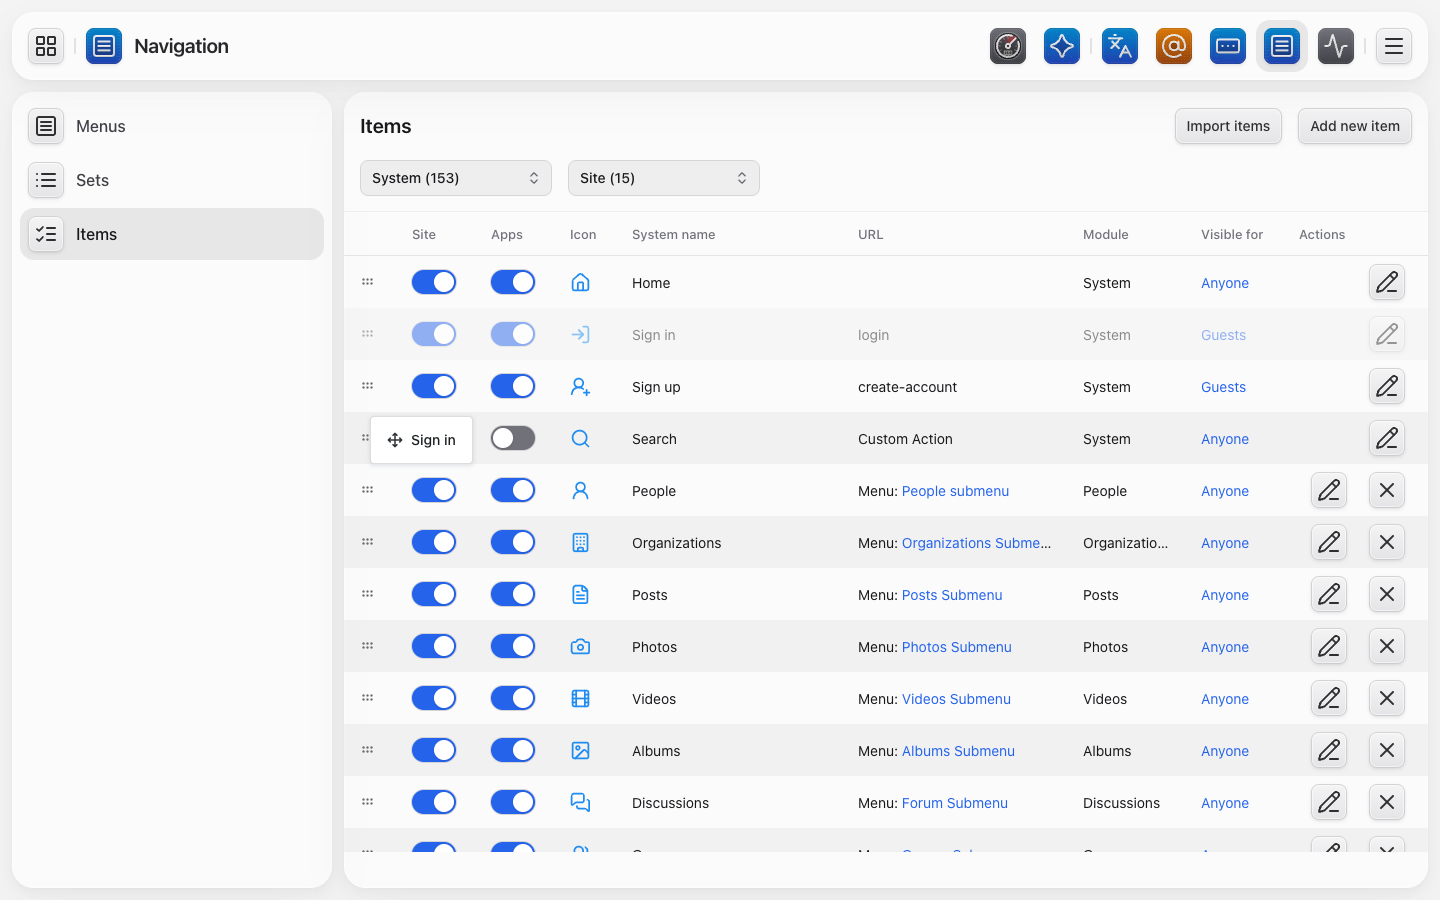 Navigation
Menus
Sets
Items
Items
Import items
Add new item
System (153)
Site (15)
Site Apps Icon System name URL Module Visible for Actions
Home System Anyone
Sign in login System Guests
Sign up create-account System Guests
Sign in
Search Custom Action System Anyone
People Menu: People submenu People Anyone
Organizations Menu: Organizations Subme... Organizatio... Anyone
Posts Menu: Posts Submenu Posts Anyone
Photos Menu: Photos Submenu Photos Anyone
Videos Menu: Videos Submenu Videos Anyone
Albums Menu: Albums Submenu Albums Anyone
Discussions Menu: Forum Submenu Discussions Anyone